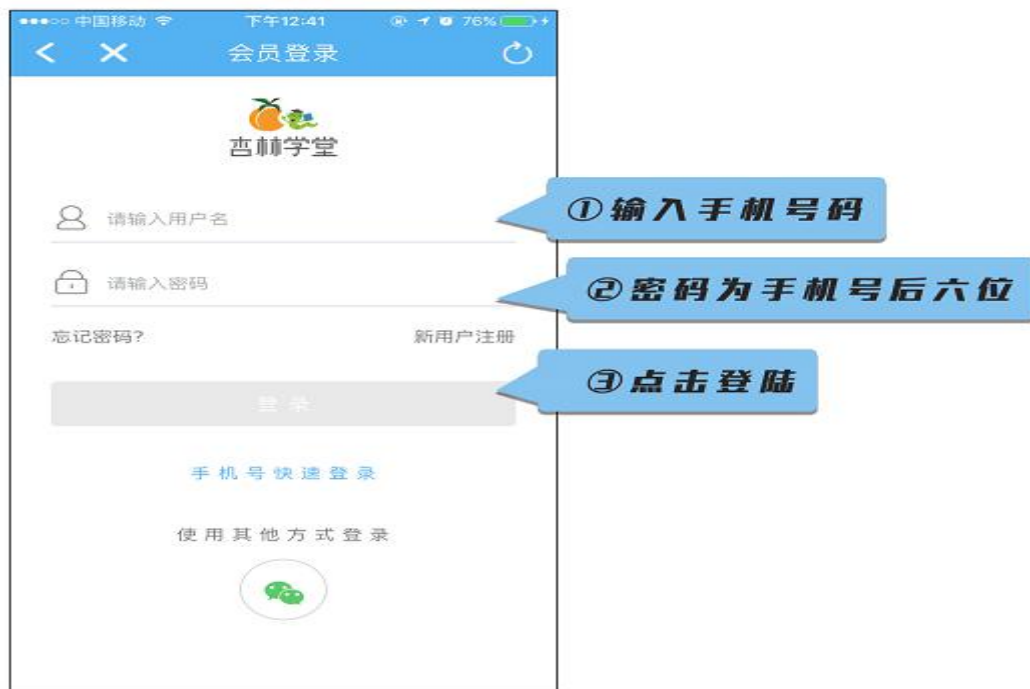 中国移动 下午12:41 76%
会员登录
杏林学堂
请输入用户名
①输入手机号码
请输入密码
②密码为手机号后六位
忘记密码? 新用户注册
登录
③点击登陆
手机号快速登录
使用其他方式登录